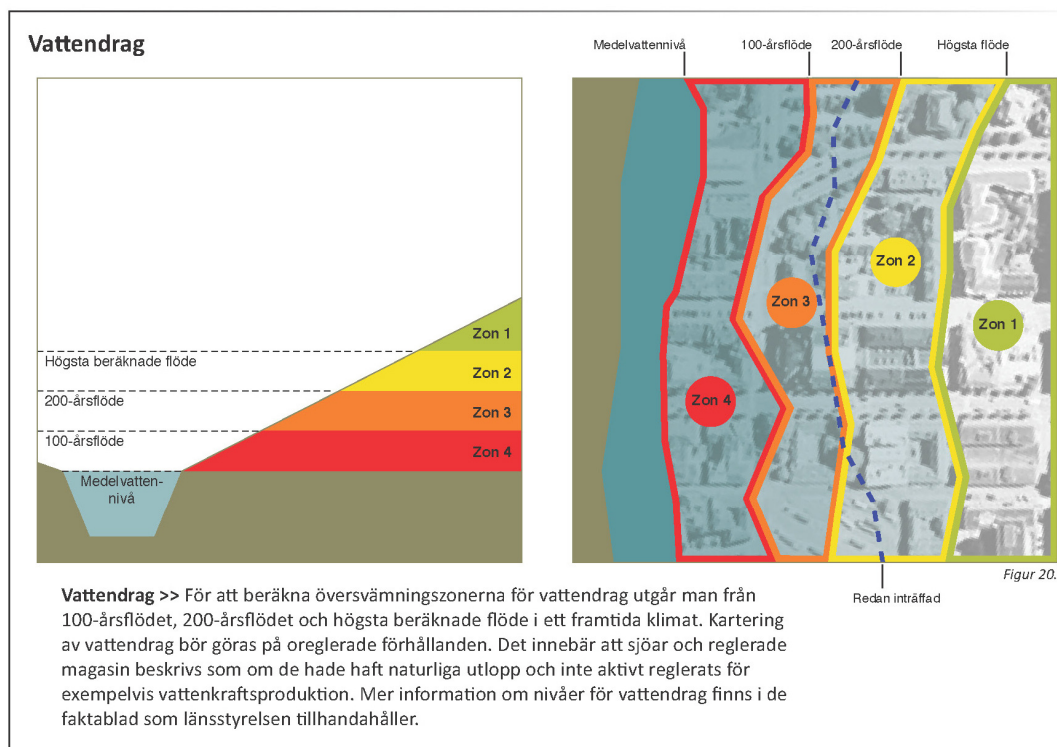 Vattendrag
Högsta beräknade flöde
200-årsflöde
100-årsflöde
Medelvatten-
nivå
Zon 1
Zon 2
Zon 3
Zon 4
Medelvattennivå
100-årsflöde
200-årsflöde
Högsta flöde
Zon 2
Zon 3
Zon 1
Zon 4
Redan inträffad
Figur 20.
Vattendrag >> För att beräkna översvämningszonerna för vattendrag utgår man från
100-årsflödet, 200-årsflödet och högsta beräknade flöde i ett framtida klimat. Kartering
av vattendrag bör göras på oreglerade förhållanden. Det innebär att sjöar och reglerade
magasin beskrivs som om de hade haft naturliga utlopp och inte aktivt reglerats för
exempelvis vattenkraftsproduktion. Mer information om nivåer för vattendrag finns i de
faktablad som länsstyrelsen tillhandahåller.